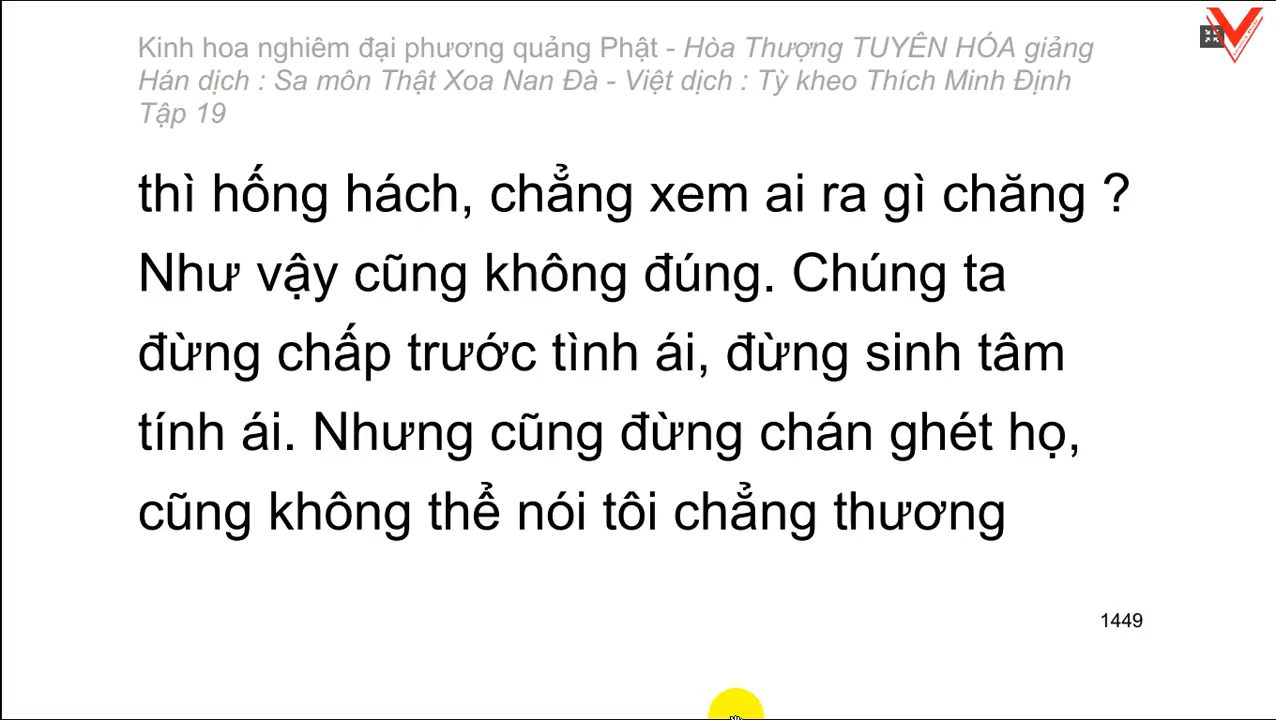 Kinh hoa nghiêm đại phương quảng Phật - Hòa Thượng TUYÊN HÓA giảng
Hán dịch : Sa môn Thật Xoa Nan Đà - Việt dịch : Tỳ kheo Thích Minh Định
Tập 19
thì hống hách, chẳng xem ai ra gì chăng ?
Như vậy cũng không đúng. Chúng ta
đừng chấp trước tình ái, đừng sinh tâm
tính ái. Nhưng cũng đừng chán ghét họ,
cũng không thể nói tôi chẳng thương
1449